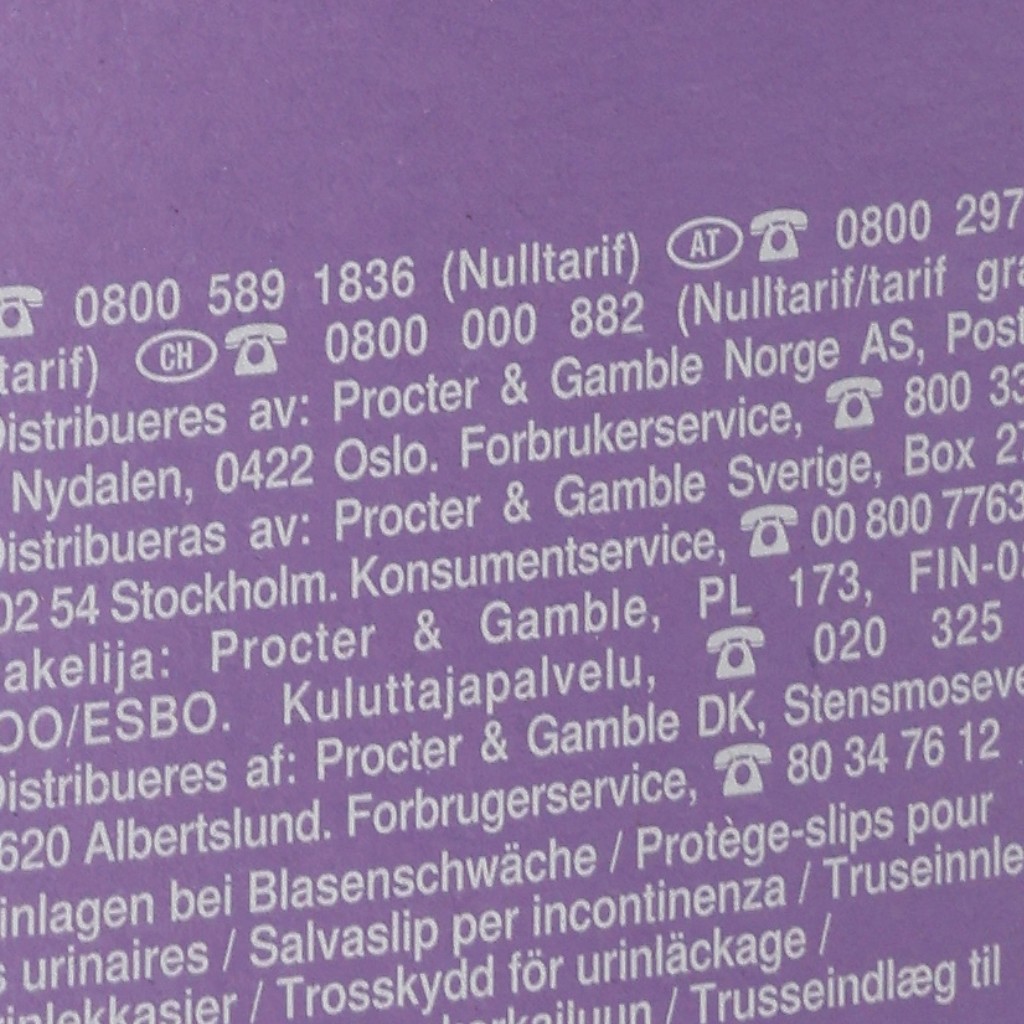 ☎ 0800 589 1836 (Nulltarif) AT ☎ 0800 297
tarif) CH ☎ 0800 000 882 (Nulltarif/tarif gra
Distribueres av: Procter & Gamble Norge AS, Post
Nydalen, 0422 Oslo. Forbrukerservice, ☎ 800 33
Distribueras av: Procter & Gamble Sverige, Box 27
02 54 Stockholm. Konsumentservice, ☎ 00 800 7763
akelija: Procter & Gamble, PL 173, FIN-02
OO/ESBO. Kuluttajapalvelu, ☎ 020 325
Distribueres af: Procter & Gamble DK, Stensmoseve
620 Albertslund. Forbrugerservice, ☎ 80 34 76 12
inlagen bei Blasenschwäche / Protège-slips pour
s urinaires / Salvaslip per incontinenza / Truseinnle
inlekkasjer / Trosskydd för urinläckage /
/ Trusseindlæg til